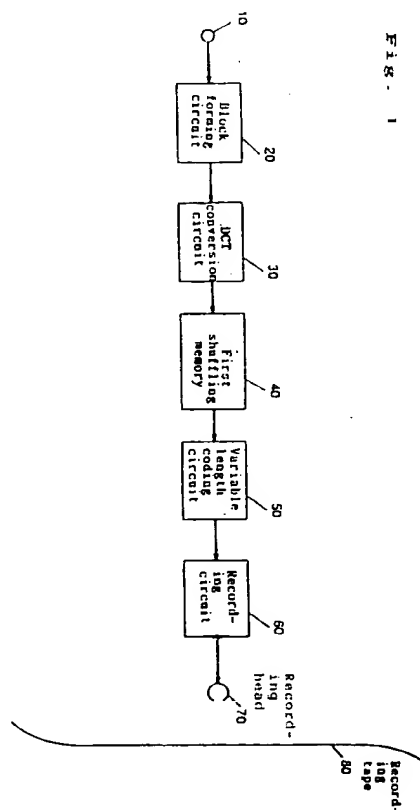 Fig. 1
10
Block
forming
circuit
20
DCT
conversion
circuit
30
First
shuffling
memory
40
Variable
length
coding
circuit
50
Record-
ing
circuit
60
Record-
ing
head
70
Record-
ing
tape
80